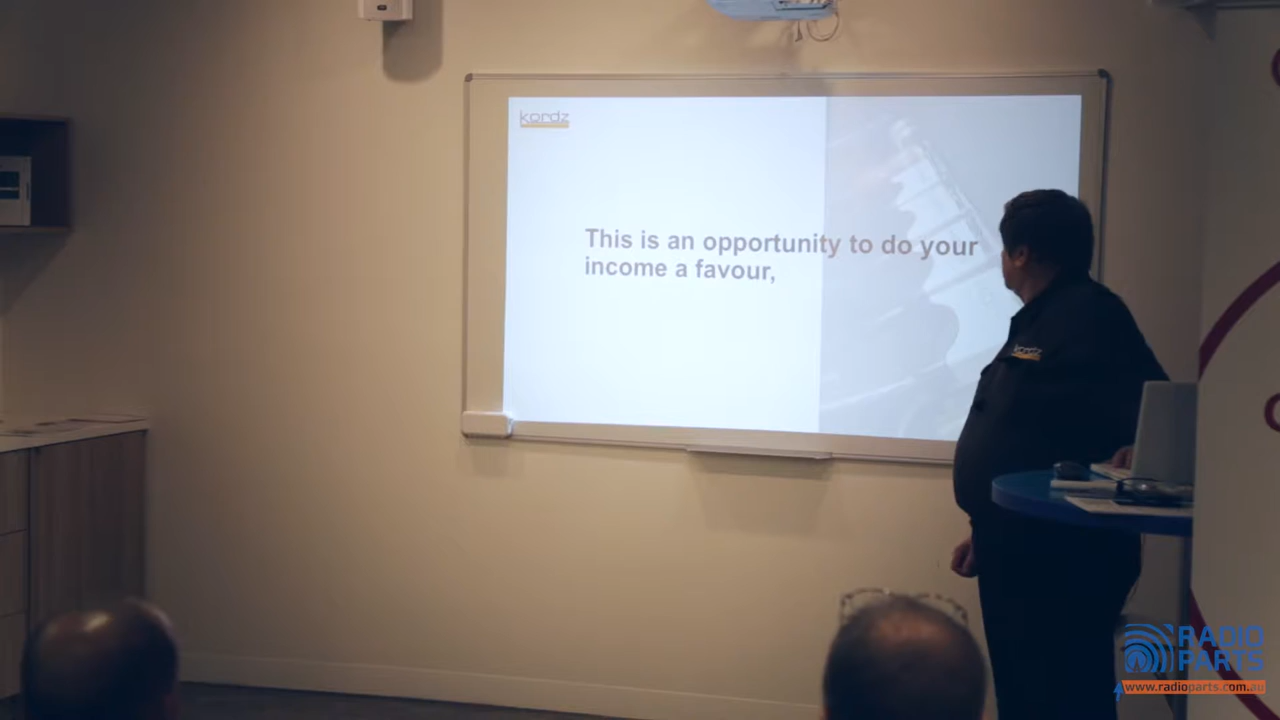 kordz
This is an opportunity to do your
income a favour,
kordz
RADIO
PARTS
www.radioparts.com.au